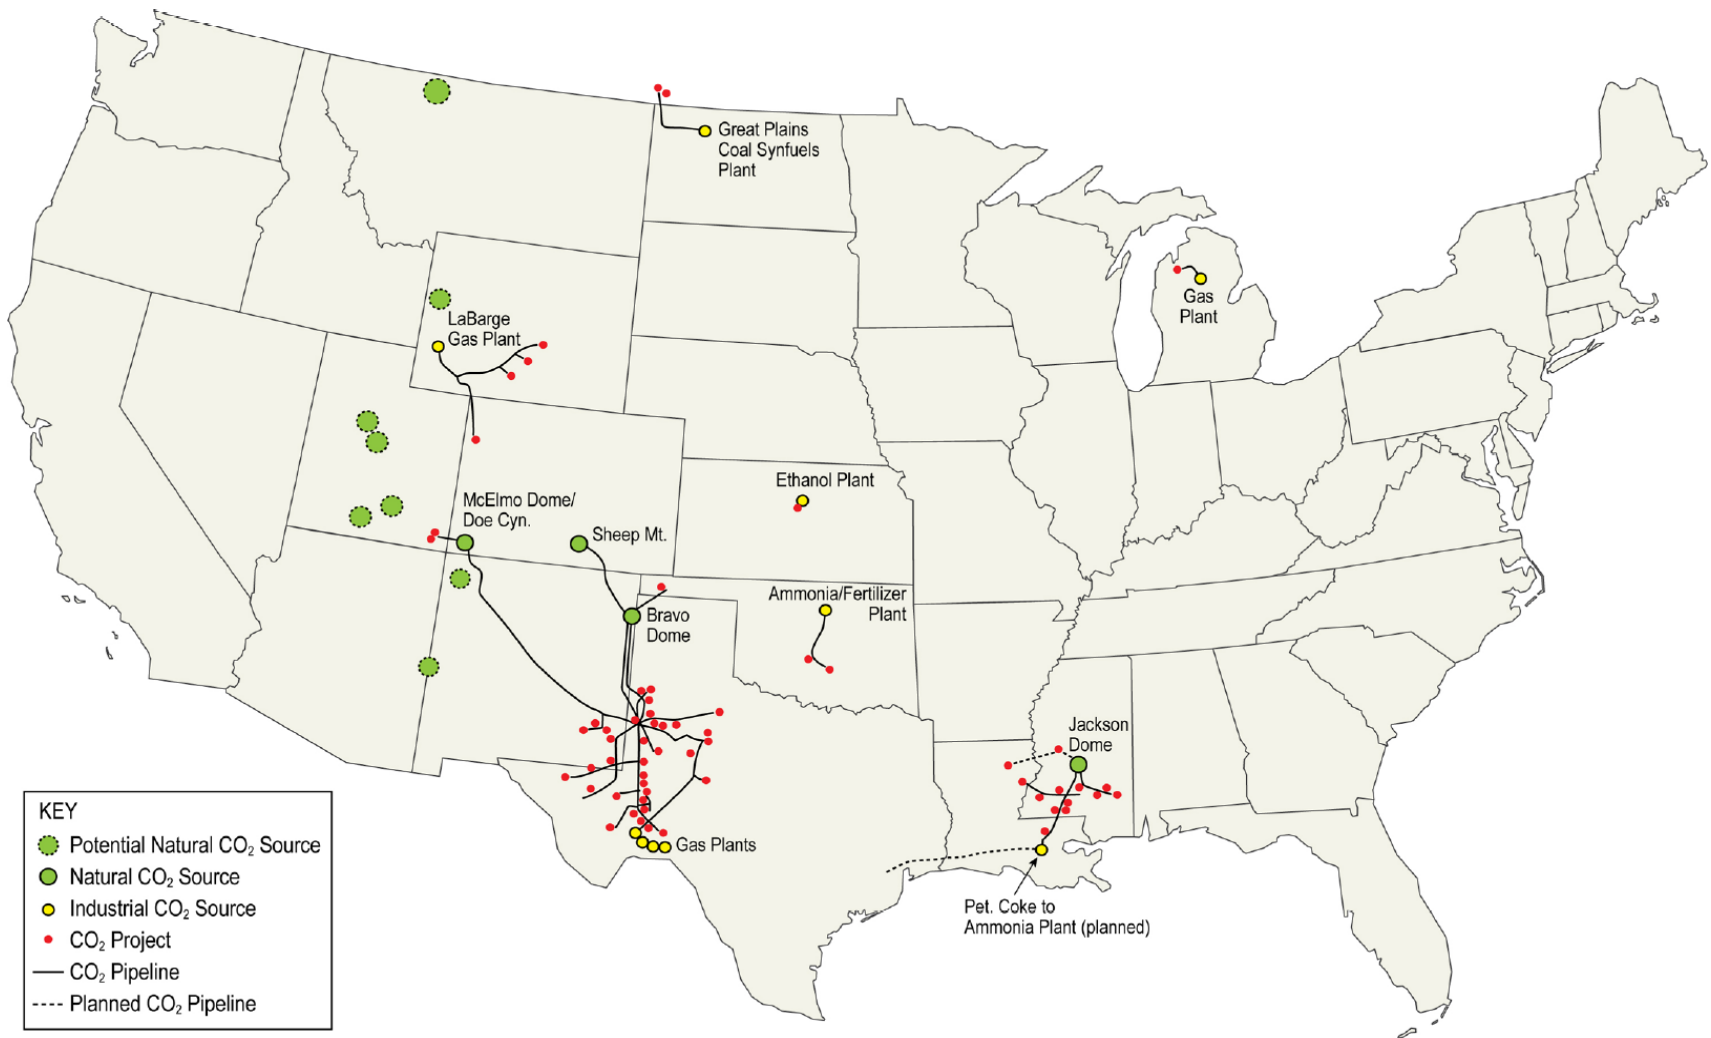 Great Plains
Coal Synfuels
Plant
Gas
Plant
LaBarge
Gas Plant
Ethanol Plant
McElmo Dome/
Doe Cyn.
Sheep Mt.
Ammonia/Fertilizer
Plant
Bravo
Dome
Jackson
Dome
Gas Plants
Pet. Coke to
Ammonia Plant (planned)
KEY
Potential Natural CO₂ Source
Natural CO₂ Source
Industrial CO₂ Source
CO₂ Project
CO₂ Pipeline
Planned CO₂ Pipeline